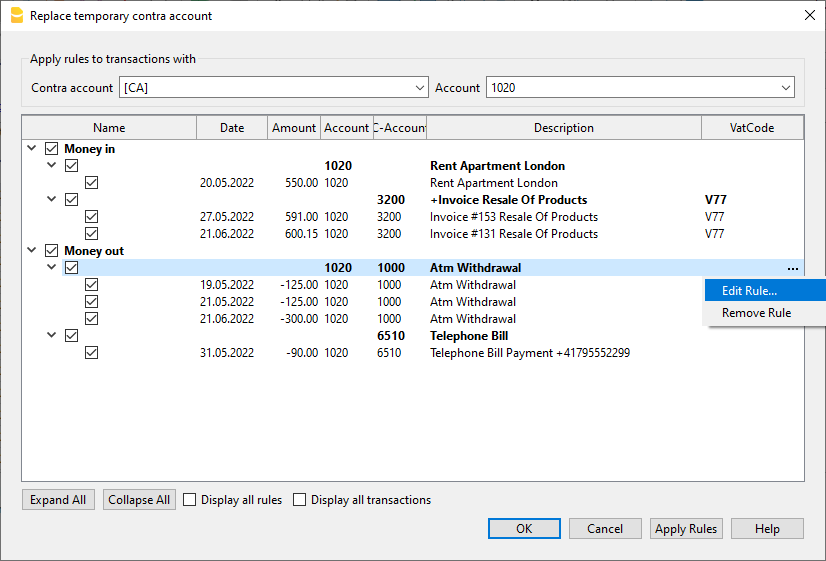 Replace temporary contra account
Apply rules to transactions with
Contra account [CA] Account 1020
Name Date Amount Account C-Account Description VatCode
Money in
1020 Rent Apartment London
20.05.2022 550.00 1020 Rent Apartment London
3200 +Invoice Resale Of Products V77
27.05.2022 591.00 1020 3200 Invoice #153 Resale Of Products V77
21.06.2022 600.15 1020 3200 Invoice #131 Resale Of Products V77
Money out
1020 1000 Atm Withdrawal ...
19.05.2022 -125.00 1020 1000 Atm Withdrawal
21.05.2022 -125.00 1020 1000 Atm Withdrawal
21.06.2022 -300.00 1020 1000 Atm Withdrawal
6510 Telephone Bill
31.05.2022 -90.00 1020 6510 Telephone Bill Payment +41795552299
Edit Rule...
Remove Rule
Expand All Collapse All Display all rules Display all transactions
OK Cancel Apply Rules Help